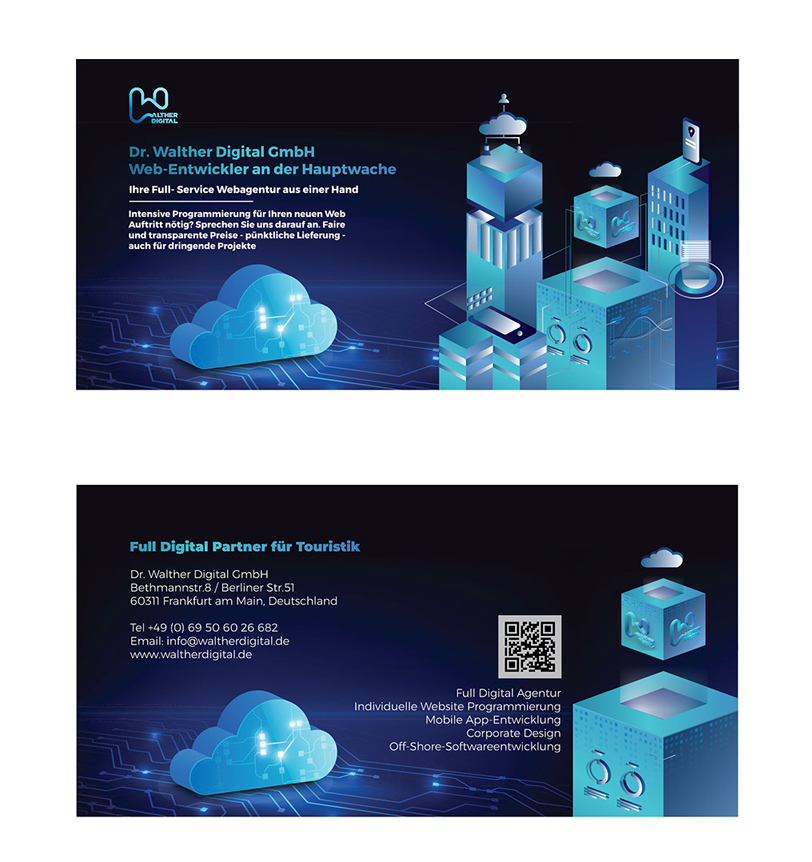 WALTHER
DIGITAL
Dr. Walther Digital GmbH
Web-Entwickler an der Hauptwache
Ihre Full- Service Webagentur aus einer Hand
Intensive Programmierung für Ihren neuen Web
Auftritt nötig? Sprechen Sie uns darauf an. Faire
und transparente Preise - pünktliche Lieferung -
auch für dringende Projekte
Full Digital Partner für Touristik
Dr. Walther Digital GmbH
Bethmannstr.8 / Berliner Str.51
60311 Frankfurt am Main, Deutschland
Tel +49 (0) 69 50 60 26 682
Email: info@waltherdigital.de
www.waltherdigital.de
Full Digital Agentur
Individuelle Website Programmierung
Mobile App-Entwicklung
Corporate Design
Off-Shore-Softwareentwicklung